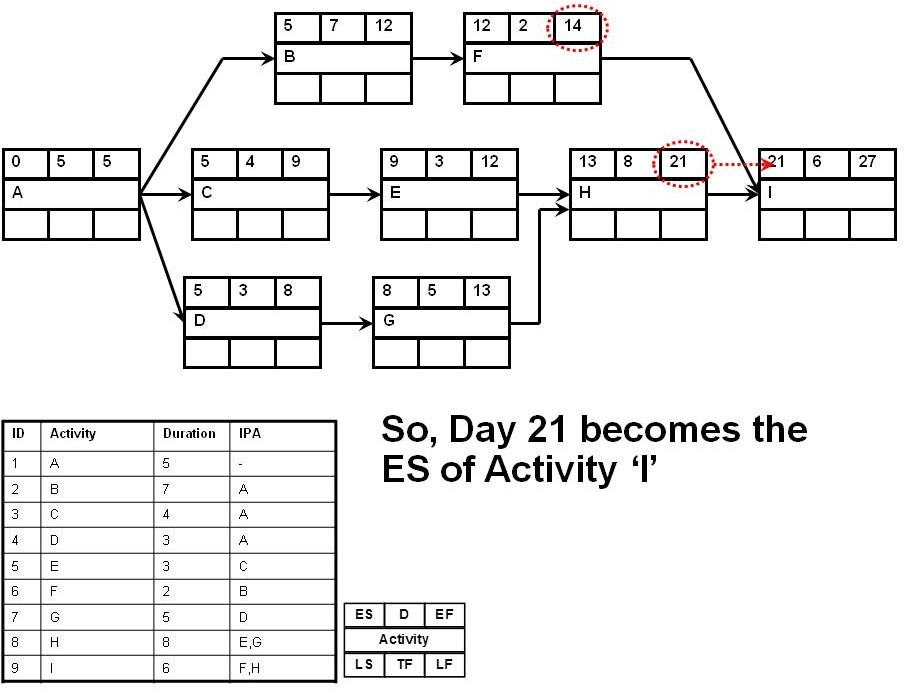 5 7 12
B
12 2 14
F
0 5 5
A
5 4 9
C
9 3 12
E
13 8 21
H
21 6 27
I
5 3 8
D
8 5 13
G
So, Day 21 becomes the
ES of Activity ‘I’
ID Activity Duration IPA
1 A 5 -
2 B 7 A
3 C 4 A
4 D 3 A
5 E 3 C
6 F 2 B
7 G 5 D
8 H 8 E,G
9 I 6 F,H
ES D EF
Activity
LS TF LF